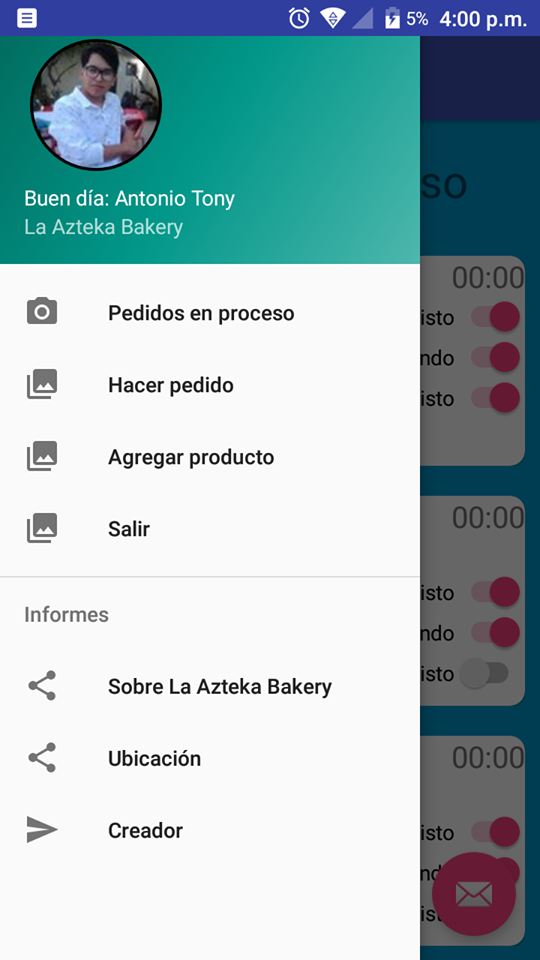 5% 4:00 p.m.
Buen día: Antonio Tony
La Azteka Bakery
so
00:00
Pedidos en proceso
isto
ndo
Hacer pedido
isto
Agregar producto
00:00
Salir
isto
Informes
ndo
isto
Sobre La Azteka Bakery
Ubicación
00:00
Creador
isto